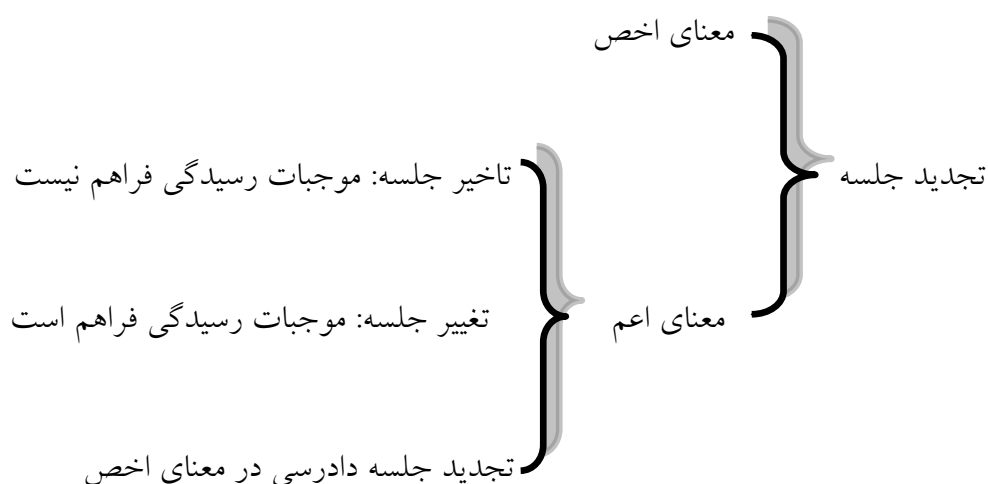 تجدید جلسه
معنای اخص
معنای اعم
تاخیر جلسه: موجبات رسیدگی فراهم نیست
تغییر جلسه: موجبات رسیدگی فراهم است
تجدید جلسه دادرسی در معنای اخص